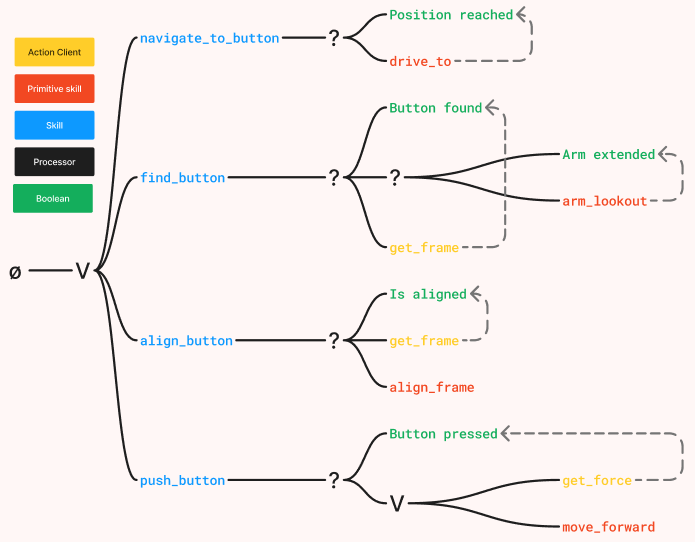 Action Client
Primitive skill
Skill
Processor
Boolean
ø
V
navigate_to_button
?
Position reached
drive_to
find_button
?
Button found
?
Arm extended
arm_lookout
get_frame
align_button
?
Is aligned
get_frame
align_frame
push_button
?
Button pressed
V
get_force
move_forward